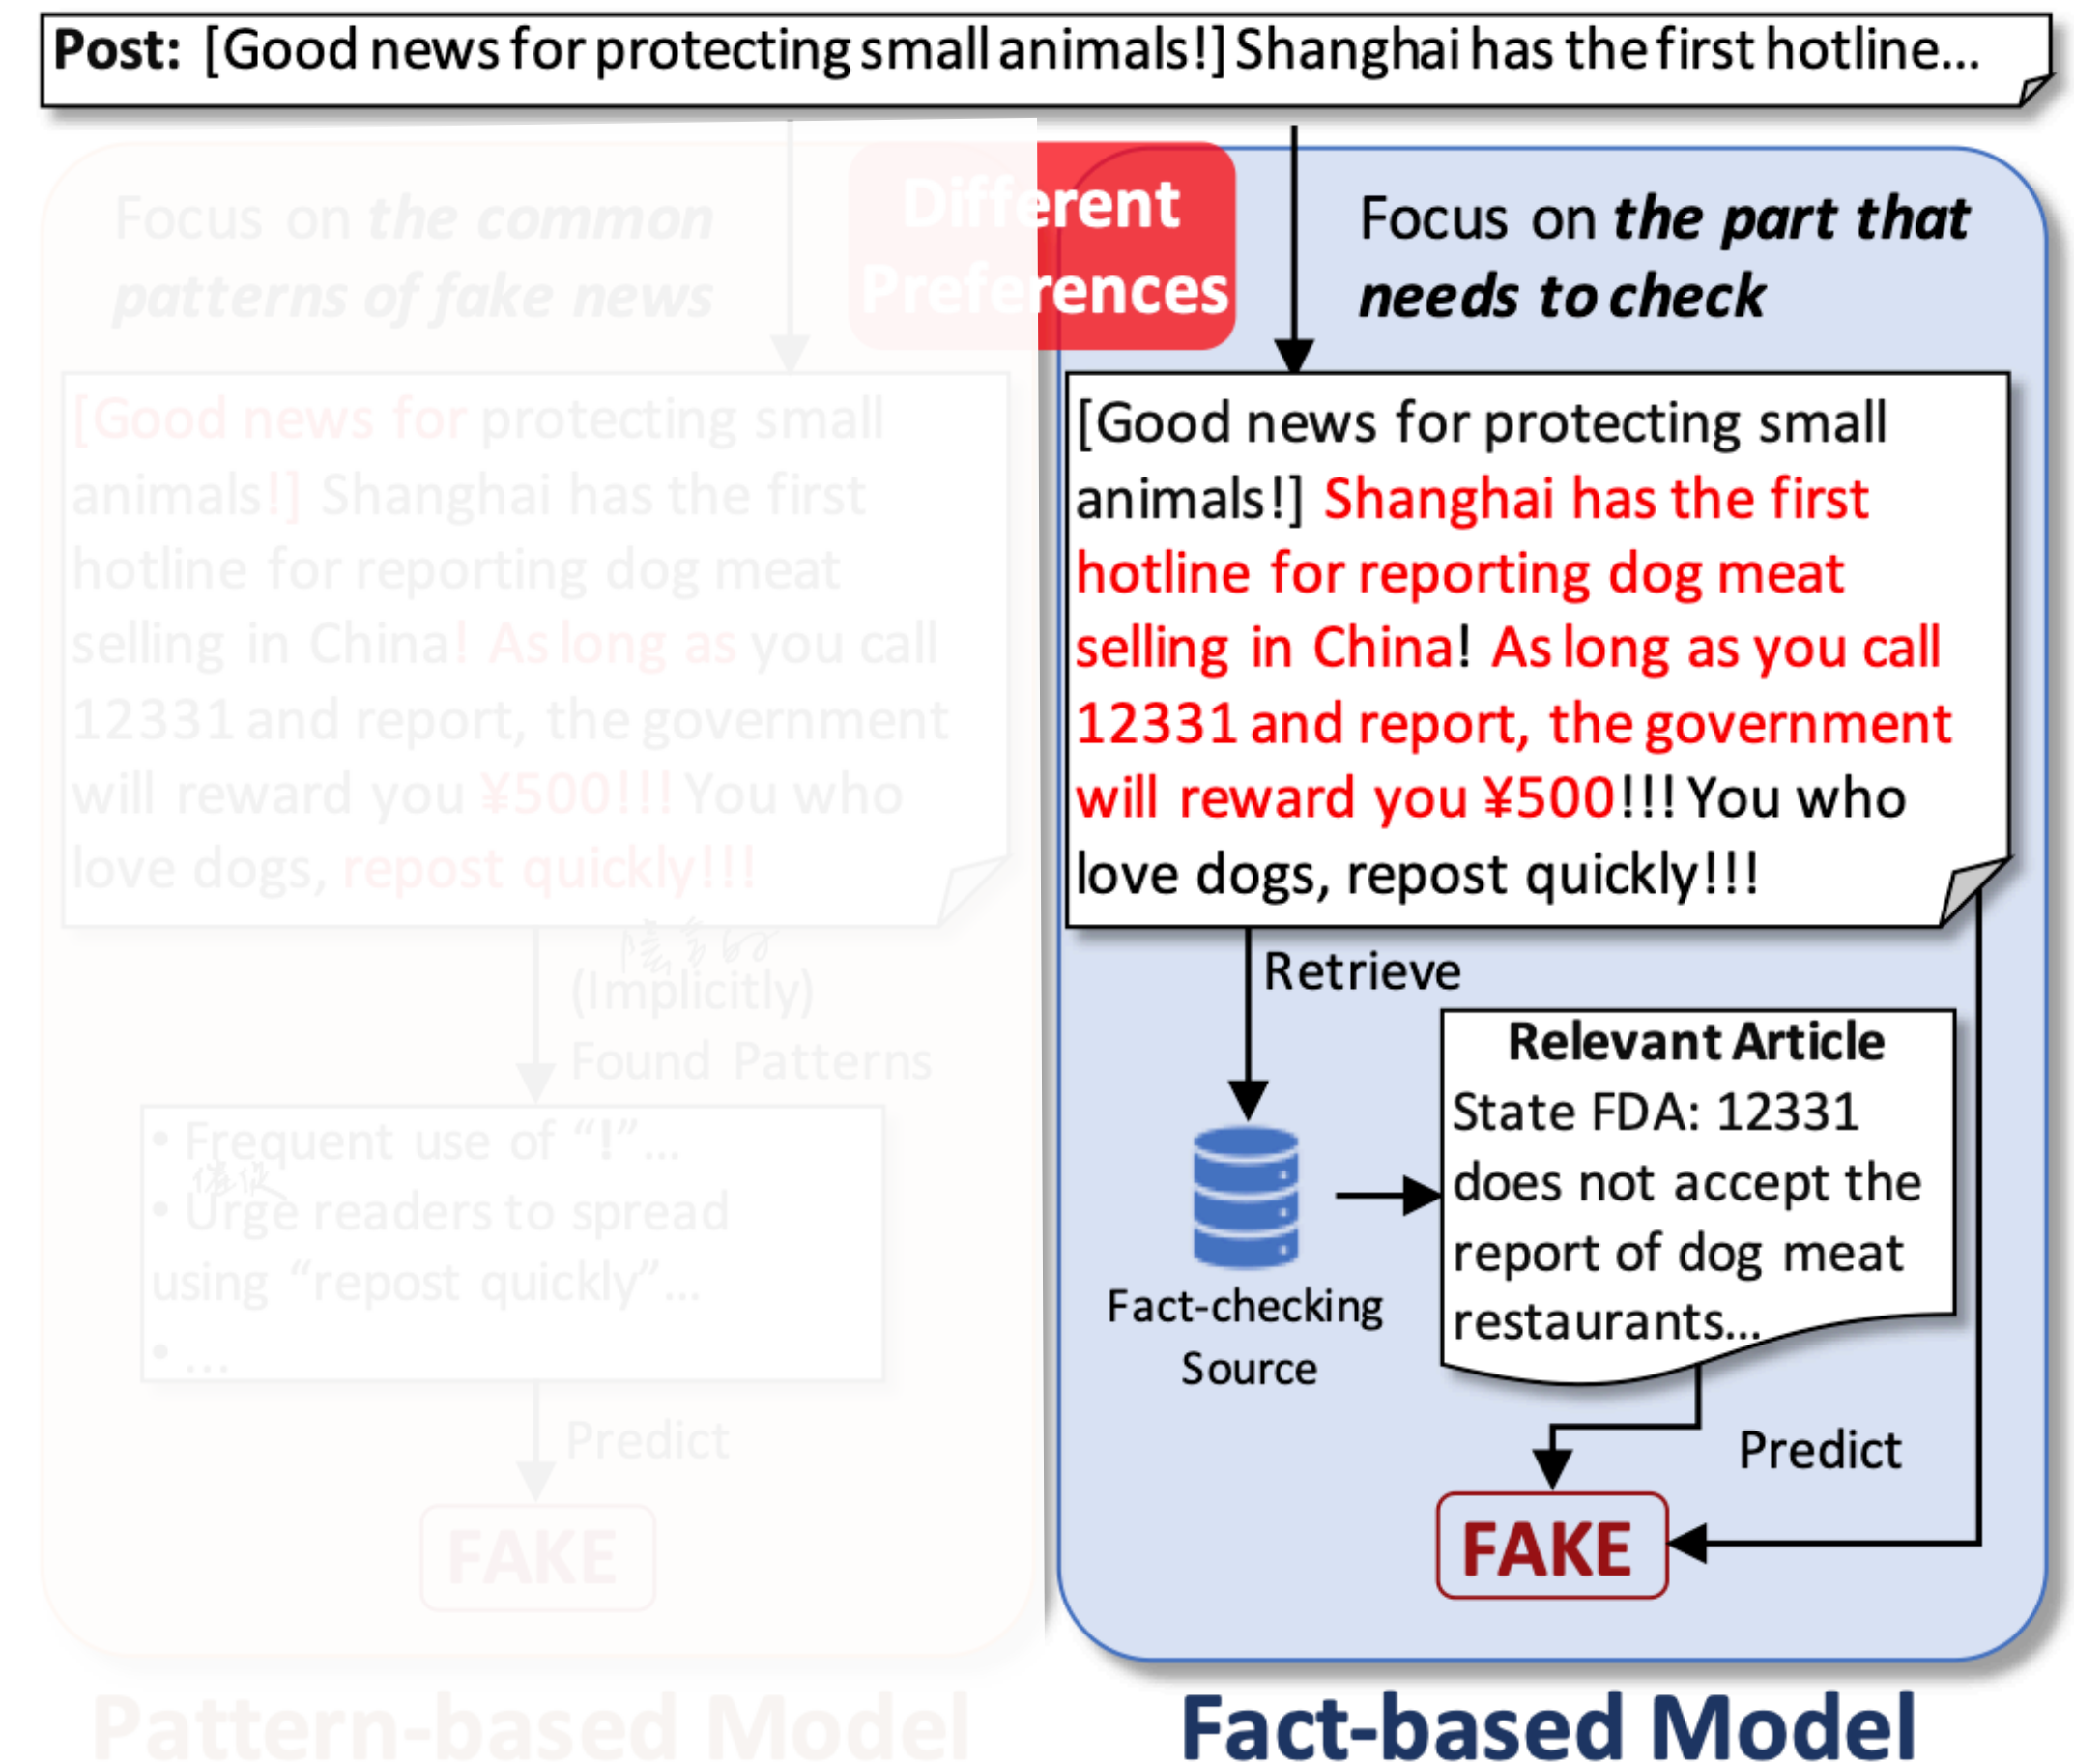 Post: [Good news for protecting small animals!] Shanghai has the first hotline...
Different
Preferences
Focus on the common
patterns of fake news
[Good news for protecting small
animals!] Shanghai has the first
hotline for reporting dog meat
selling in China! As long as you call
12331 and report, the government
will reward you ¥500!!! You who
love dogs, repost quickly!!!
(Implicitly)
Found Patterns
• Frequent use of “!”...
• Urge readers to spread
using “repost quickly”...
• ...
Predict
FAKE
Pattern-based Model
Focus on the part that
needs to check
[Good news for protecting small
animals!] Shanghai has the first
hotline for reporting dog meat
selling in China! As long as you call
12331 and report, the government
will reward you ¥500!!! You who
love dogs, repost quickly!!!
Retrieve
Fact-checking
Source
Relevant Article
State FDA: 12331
does not accept the
report of dog meat
restaurants...
Predict
FAKE
Fact-based Model